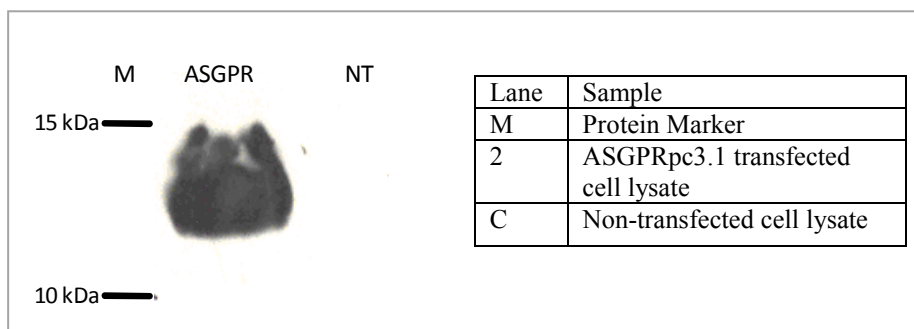 M ASGPR NT
15 kDa
10 kDa
Lane Sample
M Protein Marker
2 ASGPRpc3.1 transfected
cell lysate
C Non-transfected cell lysate